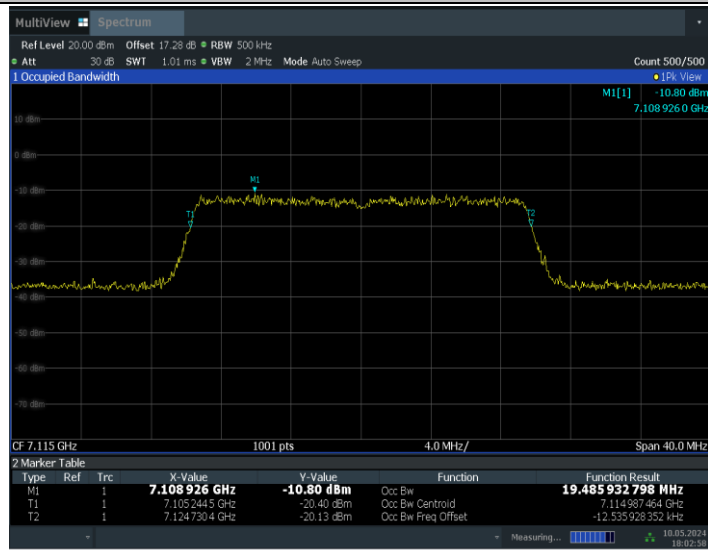 MultiView Spectrum
Ref Level 20.00 dBm Offset 17.28 dB RBW 500 kHz
Att 30 dB SWT 1.01 ms VBW 2 MHz Mode Auto Sweep Count 500/500
1 Occupied Bandwidth 1Pk View
M1[1] -10.80 dBm
7.108 926 0 GHz
10 dBm
0 dBm
M1
-10 dBm
T1 T2
-20 dBm
-30 dBm
-40 dBm
-50 dBm
-60 dBm
-70 dBm
CF 7.115 GHz 1001 pts 4.0 MHz/ Span 40.0 MHz
2 Marker Table
Type Ref Trc X-Value Y-Value Function Function Result
M1 1 7.108 926 GHz -10.80 dBm Occ Bw 19.485 932 798 MHz
T1 1 7.105 244 5 GHz -20.40 dBm Occ Bw Centroid 7.114 987 464 GHz
T2 1 7.124 730 4 GHz -20.13 dBm Occ Bw Freq Offset -12.535 928 352 kHz
Measuring... 10.05.2024
18:02:58